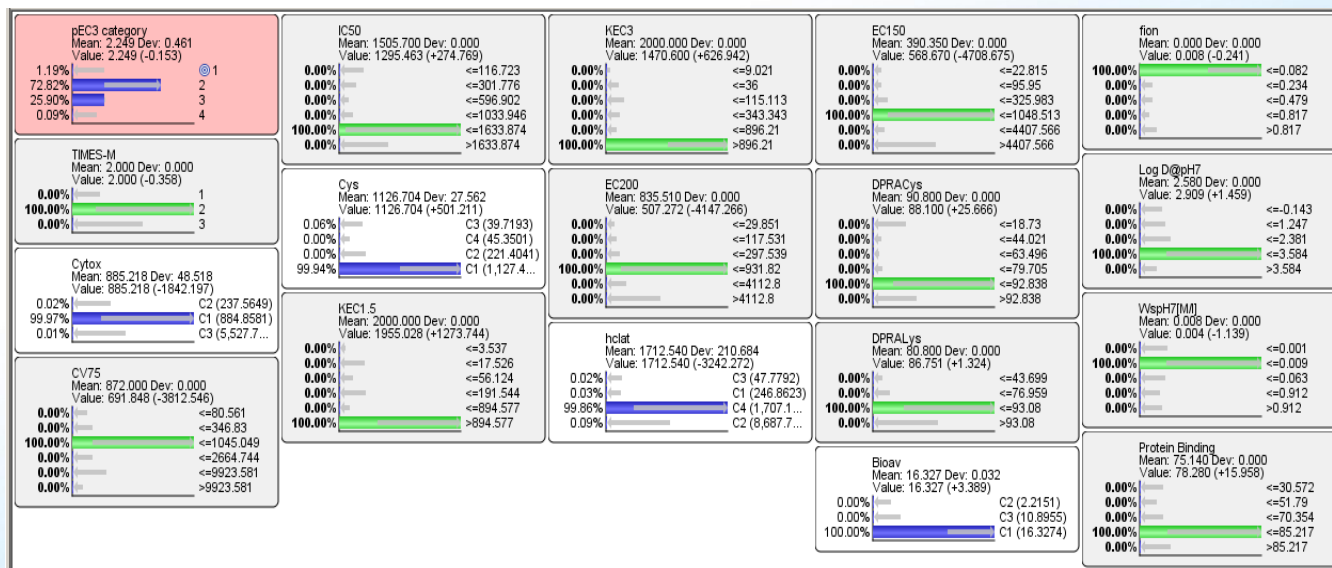 pEC3 category
Mean: 2.249 Dev: 0.461
Value: 2.249 (-0.153)
1.19% 1
72.82% 2
25.90% 3
0.09% 4
TIMES-M
Mean: 2.000 Dev: 0.000
Value: 2.000 (-0.358)
0.00% 1
100.00% 2
0.00% 3
Cytox
Mean: 885.218 Dev: 48.518
Value: 885.218 (-1842.197)
0.02% C2 (237.5649)
99.97% C1 (884.8581)
0.01% C3 (5,527.7...
CV75
Mean: 872.000 Dev: 0.000
Value: 691.848 (-3812.546)
0.00% <=80.561
0.00% <=346.83
100.00% <=1045.049
0.00% <=2664.744
0.00% <=9923.581
0.00% >9923.581
IC50
Mean: 1505.700 Dev: 0.000
Value: 1295.463 (+274.769)
0.00% <=116.723
0.00% <=301.776
0.00% <=596.902
0.00% <=1033.946
100.00% <=1633.874
0.00% >1633.874
Cys
Mean: 1126.704 Dev: 27.562
Value: 1126.704 (+501.211)
0.06% C3 (39.7193)
0.00% C4 (45.3501)
0.00% C2 (221.4041)
99.94% C1 (1,127.4...
KEC1.5
Mean: 2000.000 Dev: 0.000
Value: 1955.028 (+1273.744)
0.00% <=3.537
0.00% <=17.526
0.00% <=56.124
0.00% <=191.544
0.00% <=894.577
100.00% >894.577
KEC3
Mean: 2000.000 Dev: 0.000
Value: 1470.600 (+626.942)
0.00% <=9.021
0.00% <=36
0.00% <=115.113
0.00% <=343.343
0.00% <=896.21
100.00% >896.21
EC200
Mean: 835.510 Dev: 0.000
Value: 507.272 (-4147.266)
0.00% <=29.851
0.00% <=117.531
0.00% <=297.539
100.00% <=931.82
0.00% <=4112.8
0.00% >4112.8
hclat
Mean: 1712.540 Dev: 210.684
Value: 1712.540 (-3242.272)
0.02% C3 (47.7792)
0.03% C1 (246.8623)
99.86% C4 (1,707.1...
0.09% C2 (8,687.7...
EC150
Mean: 390.350 Dev: 0.000
Value: 568.670 (-4708.675)
0.00% <=22.815
0.00% <=95.95
0.00% <=325.983
100.00% <=1048.513
0.00% <=4407.566
0.00% >4407.566
DPRACys
Mean: 90.800 Dev: 0.000
Value: 88.100 (+25.666)
0.00% <=18.73
0.00% <=44.021
0.00% <=63.496
0.00% <=79.705
100.00% <=92.838
0.00% >92.838
DPRALys
Mean: 80.800 Dev: 0.000
Value: 86.751 (+1.324)
0.00% <=43.699
0.00% <=76.959
100.00% <=93.08
0.00% >93.08
Bioav
Mean: 16.327 Dev: 0.032
Value: 16.327 (+3.389)
0.00% C2 (2.2151)
0.00% C3 (10.8955)
100.00% C1 (16.3274)
fion
Mean: 0.000 Dev: 0.000
Value: 0.008 (-0.241)
100.00% <=0.082
0.00% <=0.234
0.00% <=0.479
0.00% <=0.817
0.00% >0.817
Log D@pH7
Mean: 2.580 Dev: 0.000
Value: 2.909 (+1.459)
0.00% <=-0.143
0.00% <=1.247
0.00% <=2.381
100.00% <=3.584
0.00% >3.584
WspH7[M/l]
Mean: 0.008 Dev: 0.000
Value: 0.004 (-1.139)
0.00% <=0.001
100.00% <=0.009
0.00% <=0.063
0.00% <=0.912
0.00% >0.912
Protein Binding
Mean: 75.140 Dev: 0.000
Value: 78.280 (+15.958)
0.00% <=30.572
0.00% <=51.79
0.00% <=70.354
100.00% <=85.217
0.00% >85.217